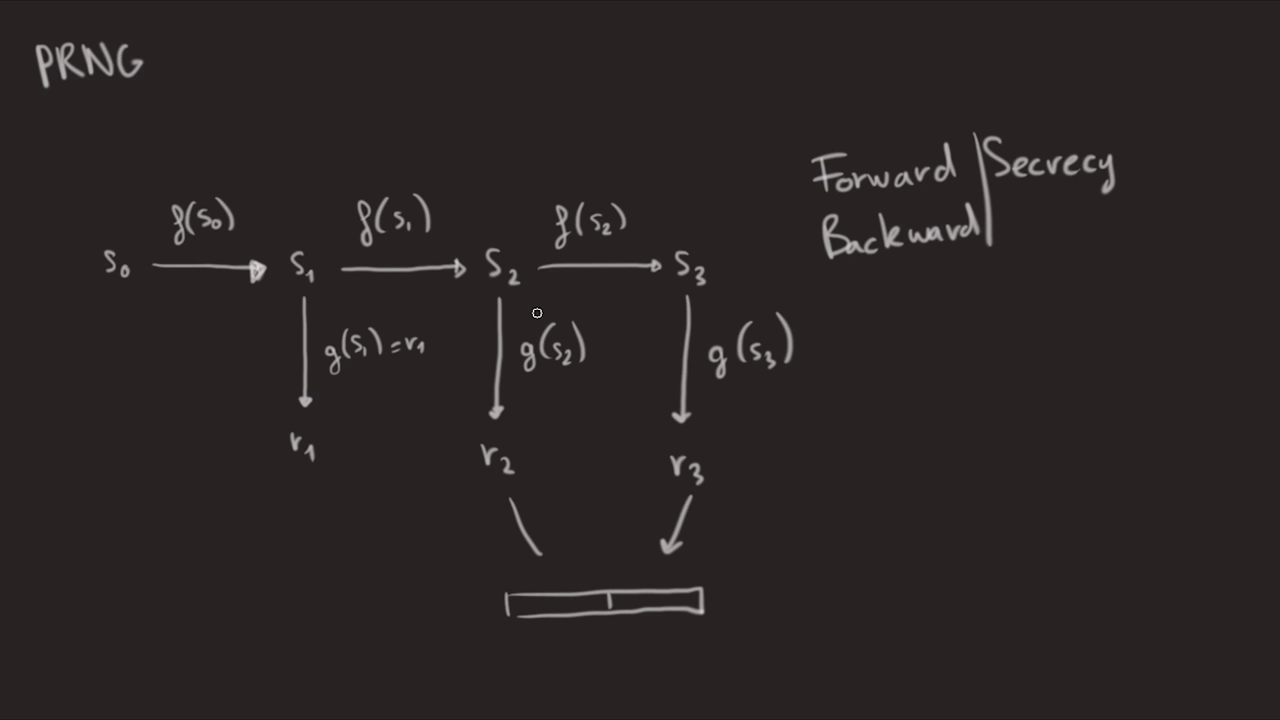 PRNG
Forward | Secrecy
Backward |
f(s₀) f(s₁) f(s₂)
s₀ s₁ s₂ s₃
g(s₁) = r₁ g(s₂) g(s₃)
r₁ r₂ r₃